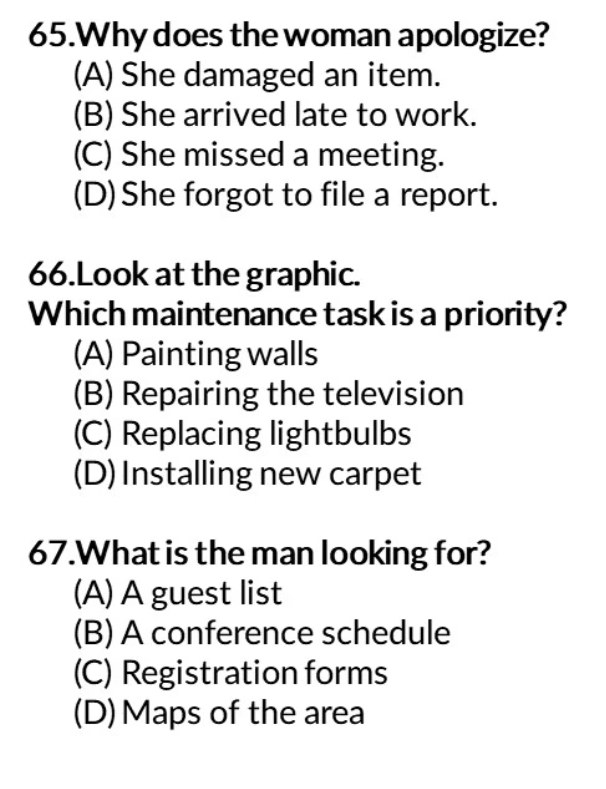 65.Why does the woman apologize?
(A) She damaged an item.
(B) She arrived late to work.
(C) She missed a meeting.
(D) She forgot to file a report.
66.Look at the graphic.
Which maintenance task is a priority?
(A) Painting walls
(B) Repairing the television
(C) Replacing lightbulbs
(D) Installing new carpet
67.What is the man looking for?
(A) A guest list
(B) A conference schedule
(C) Registration forms
(D) Maps of the area